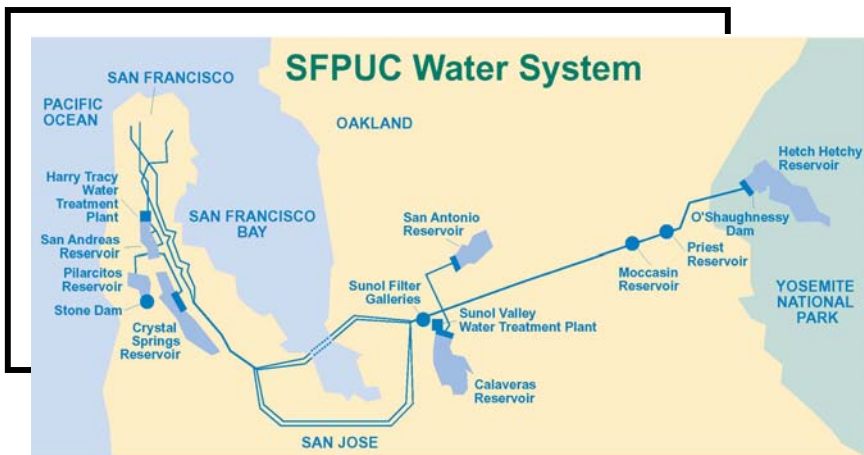 SFPUC Water System
SAN FRANCISCO
PACIFIC
OCEAN
OAKLAND
Hetch Hetchy
Reservoir
Harry Tracy
Water
Treatment
Plant
SAN FRANCISCO
BAY
San Antonio
Reservoir
O'Shaughnessy
Dam
San Andreas
Reservoir
Priest
Reservoir
Moccasin
Reservoir
Pilarcitos
Reservoir
Sunol Filter
Galleries
YOSEMITE
NATIONAL
PARK
Stone Dam
Sunol Valley
Water Treatment Plant
Crystal
Springs
Reservoir
Calaveras
Reservoir
SAN JOSE